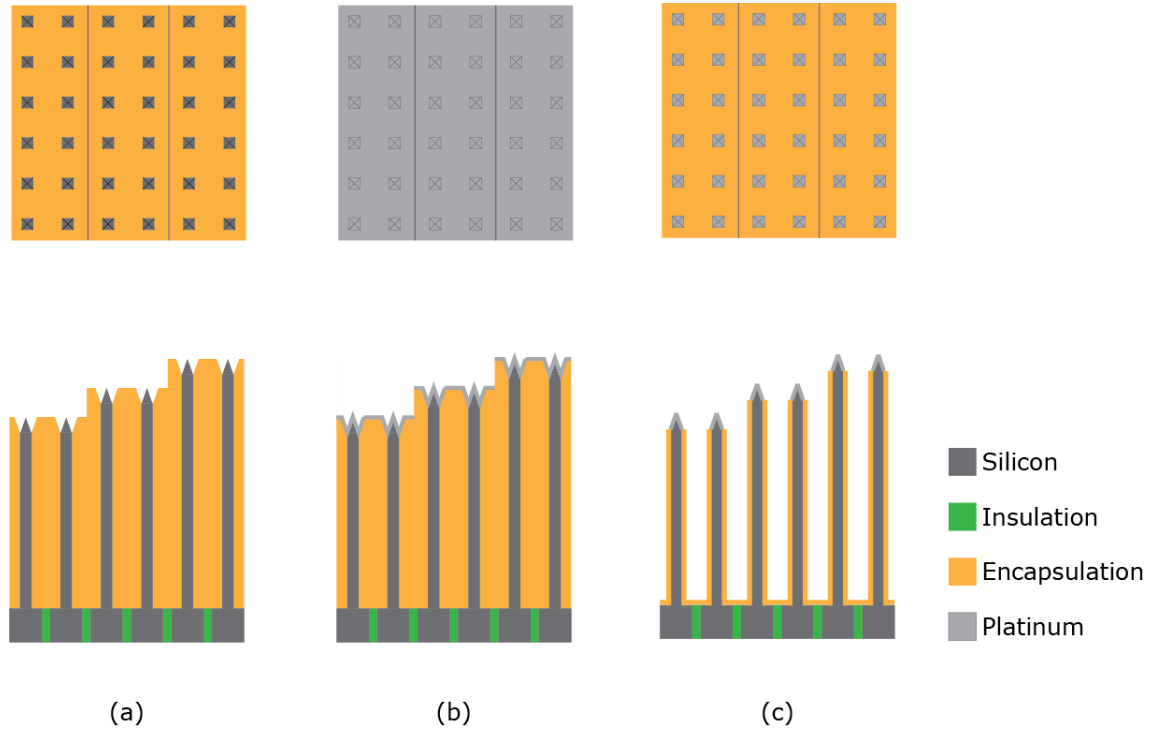 Silicon
Insulation
Encapsulation
Platinum
(a)
(b)
(c)